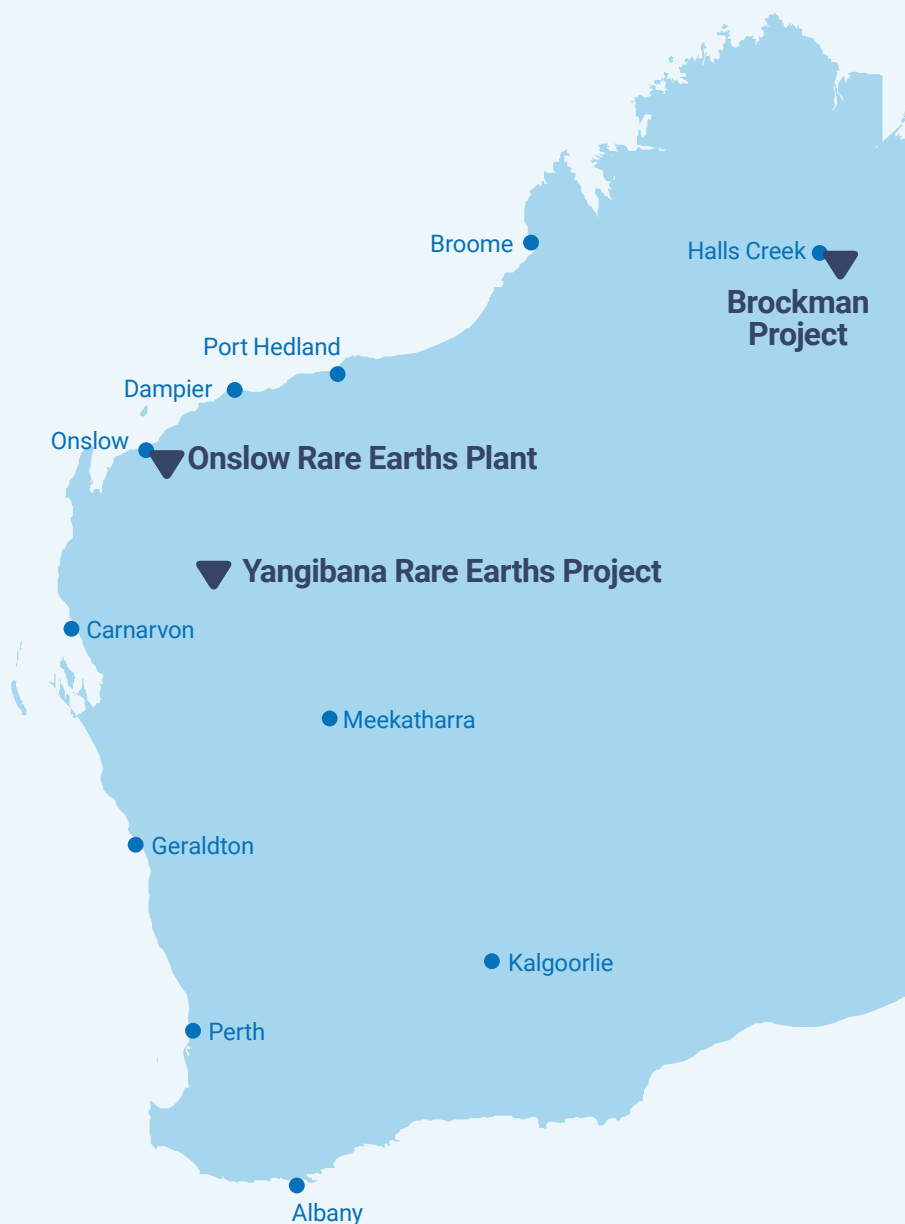 Broome
Halls Creek
Brockman
Project
Port Hedland
Dampier
Onslow
Onslow Rare Earths Plant
Yangibana Rare Earths Project
Carnarvon
Meekatharra
Geraldton
Kalgoorlie
Perth
Albany